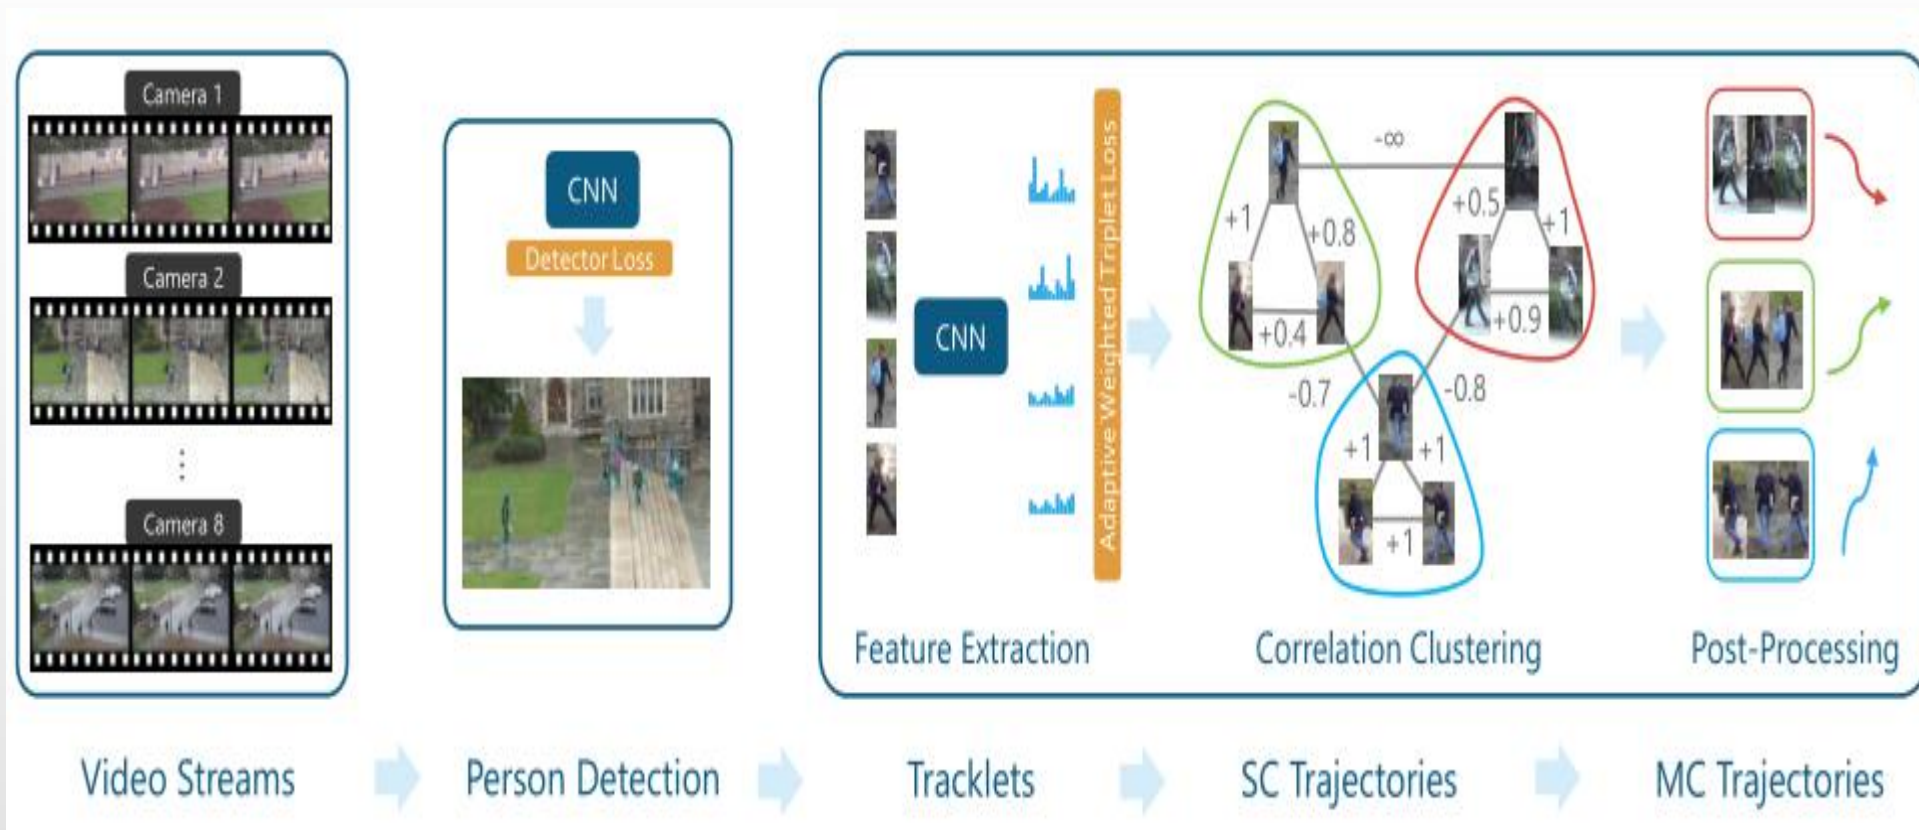 Camera 1
Camera 2
Camera 8
CNN
Detector Loss
CNN
Adaptive Weighted Triplet Loss
-∞
+1
+0.8
+0.4
+0.5
+1
+0.9
-0.7
-0.8
+1
+1
+1
Feature Extraction
Correlation Clustering
Post-Processing
Video Streams
Person Detection
Tracklets
SC Trajectories
MC Trajectories